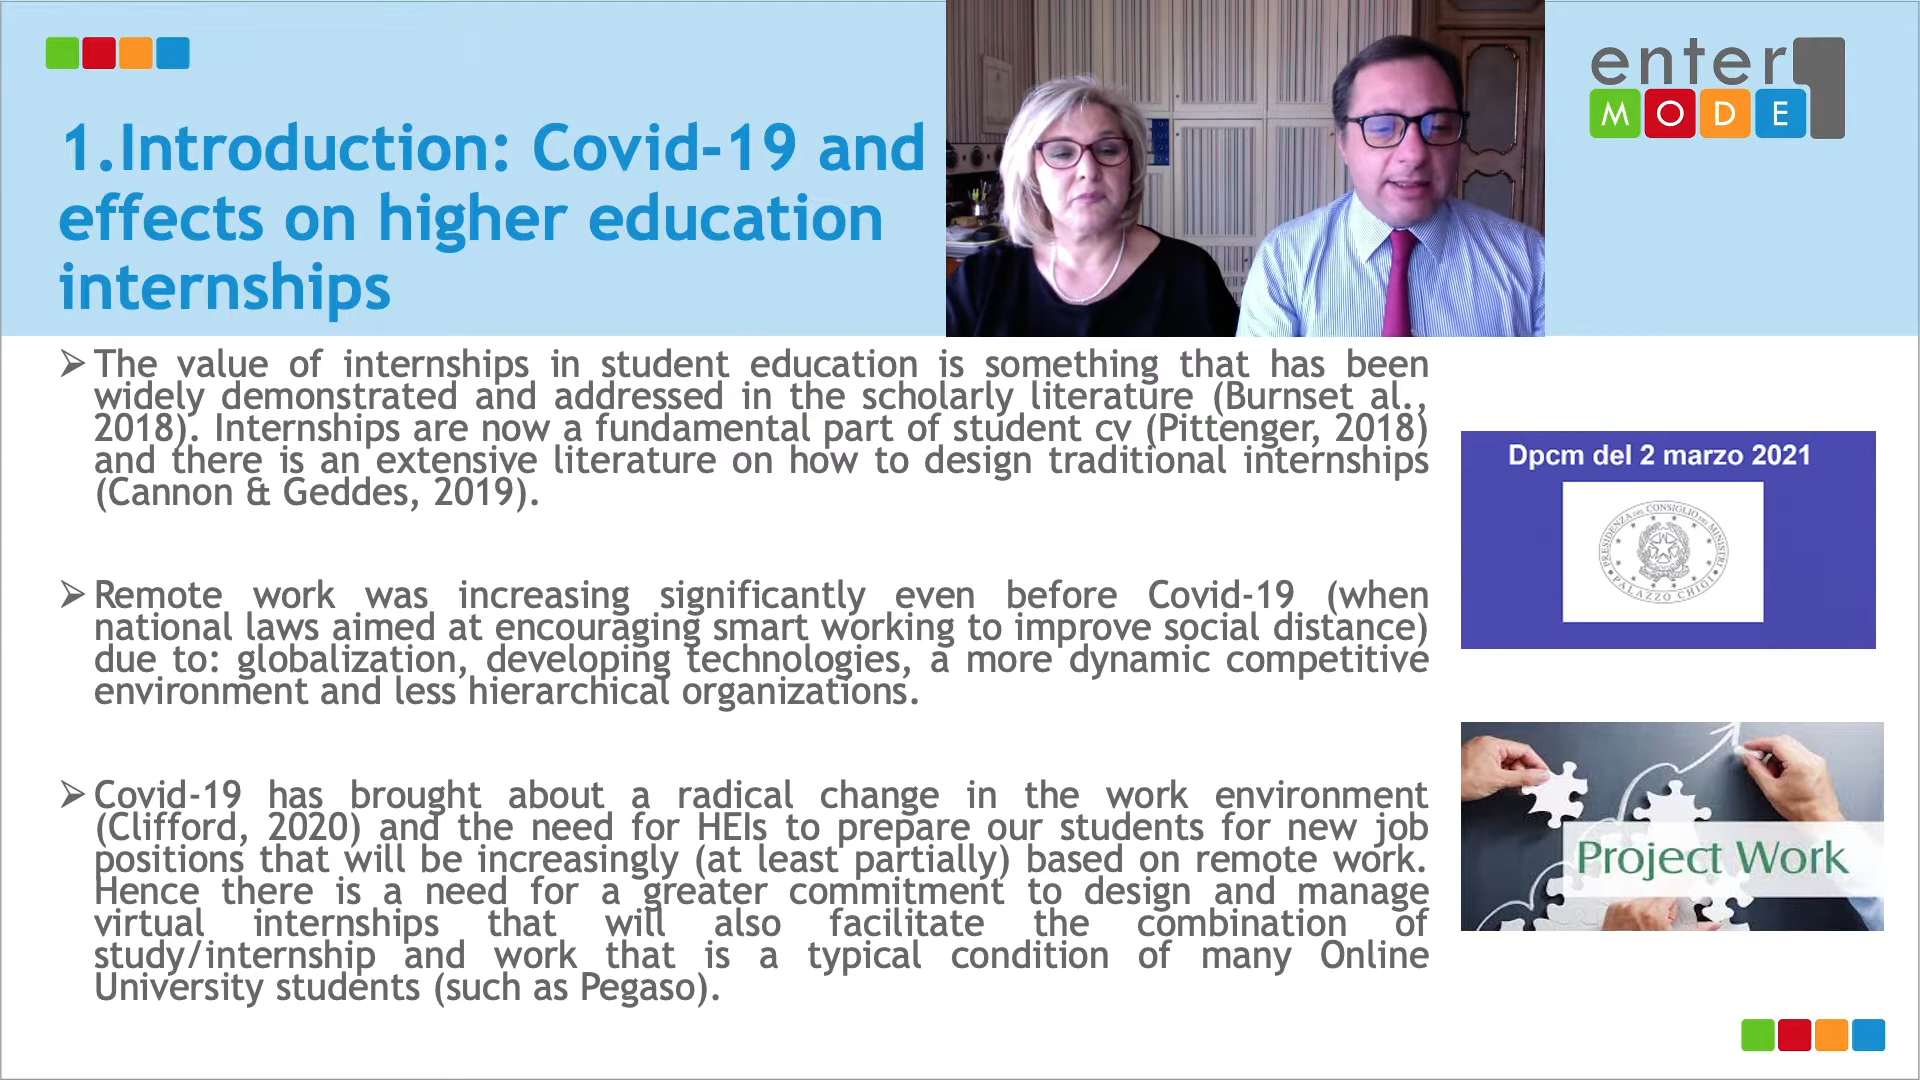 enter
MODE
1.Introduction: Covid-19 and
effects on higher education
internships
The value of internships in student education is something that has been
widely demonstrated and addressed in the scholarly literature (Burnset al.,
2018). Internships are now a fundamental part of student cv (Pittenger, 2018)
and there is an extensive literature on how to design traditional internships
(Cannon & Geddes, 2019).
Remote work was increasing significantly even before Covid-19 (when
national laws aimed at encouraging smart working to improve social distance)
due to: globalization, developing technologies, a more dynamic competitive
environment and less hierarchical organizations.
Covid-19 has brought about a radical change in the work environment
(Clifford, 2020) and the need for HEIs to prepare our students for new job
positions that will be increasingly (at least partially) based on remote work.
Hence there is a need for a greater commitment to design and manage
virtual internships that will also facilitate the combination of
study/internship and work that is a typical condition of many Online
University students (such as Pegaso).
Dpcm del 2 marzo 2021
PRESIDENZA DEL CONSIGLIO DEI MINISTRI
PALAZZO CHIGI
Project Work